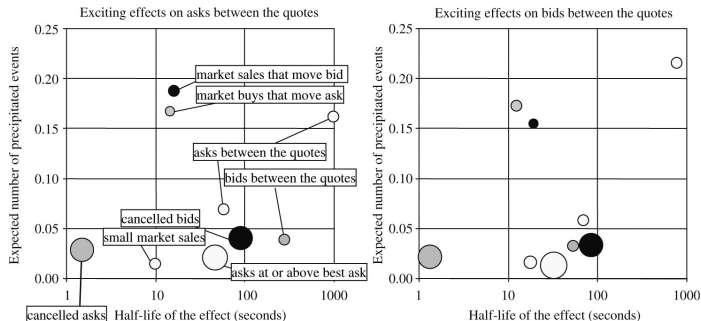 Exciting effects on asks between the quotes
Expected number of precipitated events
0.25
0.20
0.15
0.10
0.05
0.00
market sales that move bid
market buys that move ask
asks between the quotes
bids between the quotes
cancelled bids
small market sales
asks at or above best ask
cancelled asks
1
10
100
1000
Half-life of the effect (seconds)
Exciting effects on bids between the quotes
Expected number of precipitated events
0.25
0.20
0.15
0.10
0.05
0.00
1
10
100
1000
Half-life of the effect (seconds)